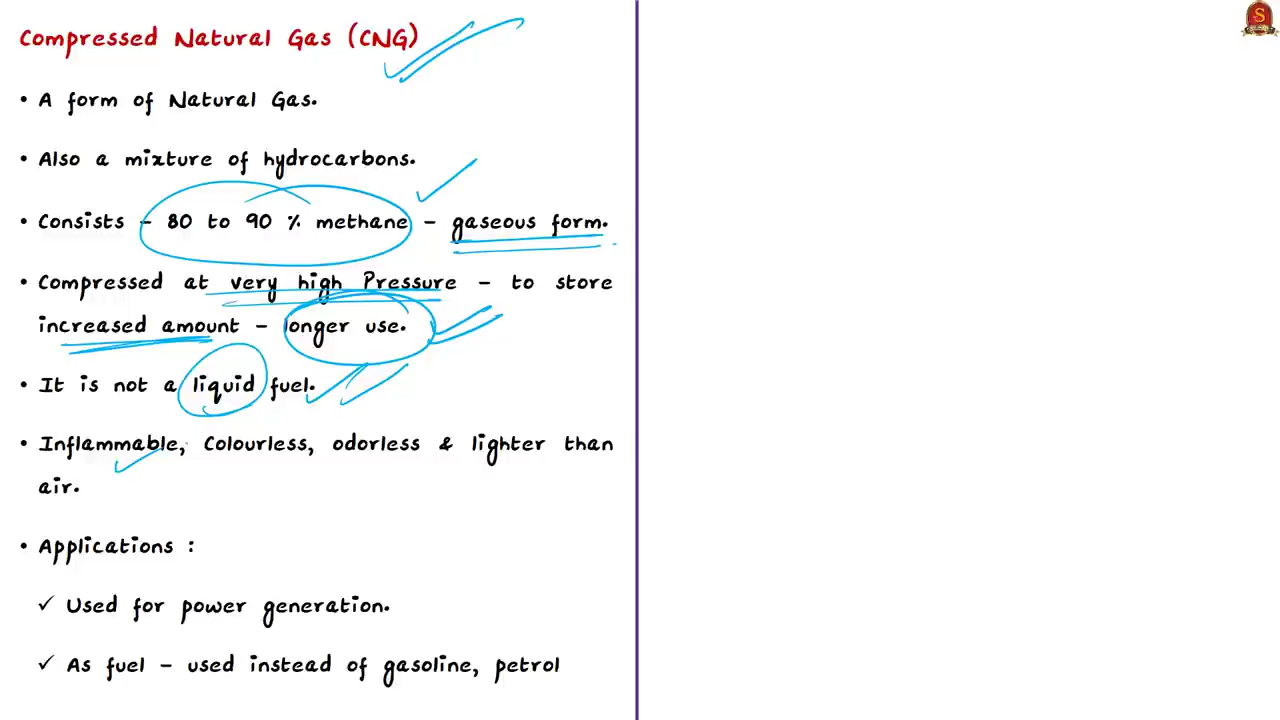 Compressed Natural Gas (CNG)
• A form of Natural Gas.
• Also a mixture of hydrocarbons.
• Consists - 80 to 90 % methane - gaseous form.
• Compressed at very high Pressure - to store
increased amount - longer use.
• It is not a liquid fuel.
• Inflammable, Colourless, odorless & lighter than
air.
• Applications :
✓ Used for power generation.
✓ As fuel - used instead of gasoline, petrol